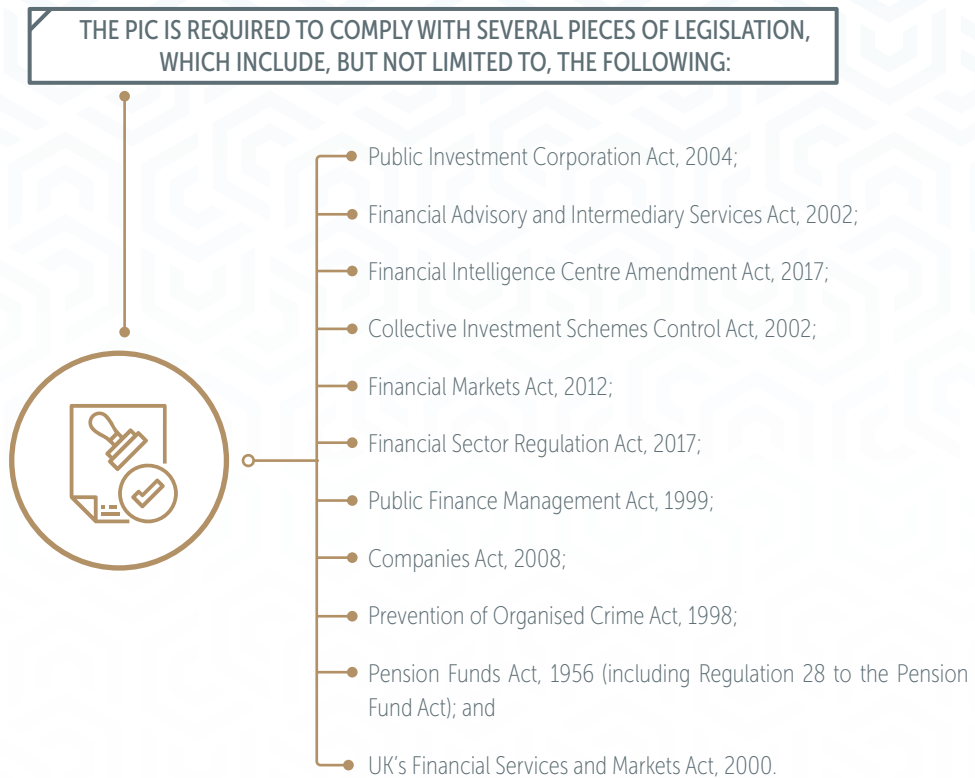 THE PIC IS REQUIRED TO COMPLY WITH SEVERAL PIECES OF LEGISLATION,
WHICH INCLUDE, BUT NOT LIMITED TO, THE FOLLOWING:
Public Investment Corporation Act, 2004;
Financial Advisory and Intermediary Services Act, 2002;
Financial Intelligence Centre Amendment Act, 2017;
Collective Investment Schemes Control Act, 2002;
Financial Markets Act, 2012;
Financial Sector Regulation Act, 2017;
Public Finance Management Act, 1999;
Companies Act, 2008;
Prevention of Organised Crime Act, 1998;
Pension Funds Act, 1956 (including Regulation 28 to the Pension
Fund Act); and
UK's Financial Services and Markets Act, 2000.